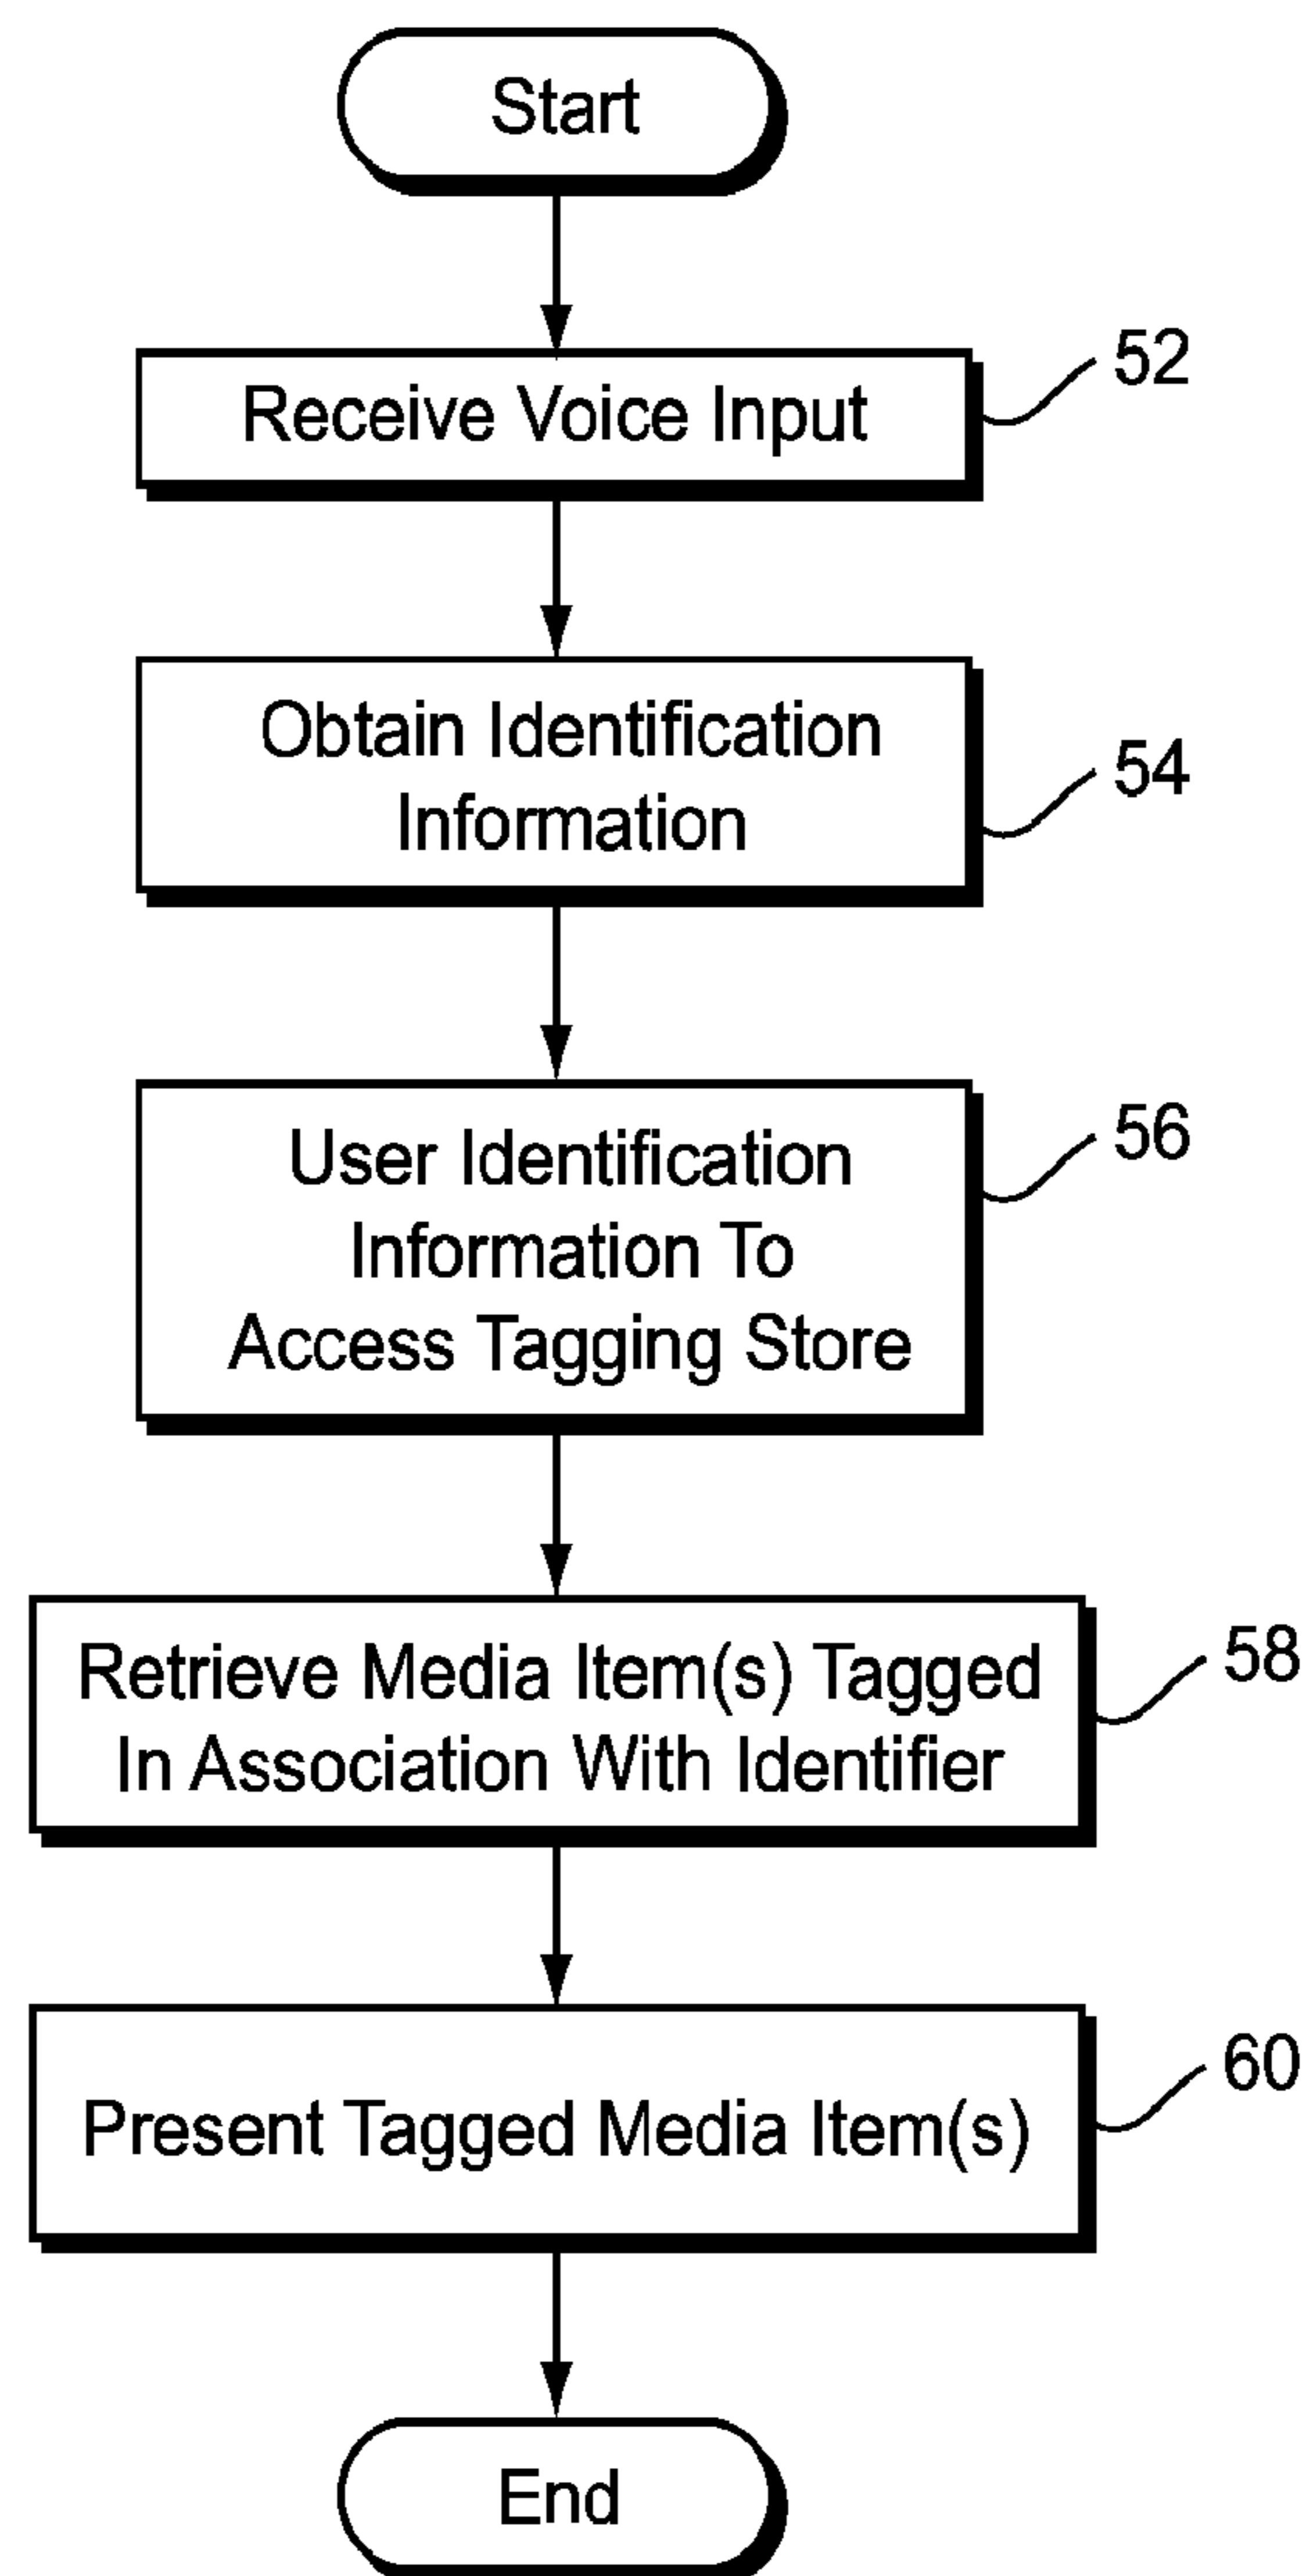 Start
Receive Voice Input
52
Obtain Identification
Information
54
User Identification
Information To
Access Tagging Store
56
Retrieve Media Item(s) Tagged
In Association With Identifier
58
Present Tagged Media Item(s)
60
End